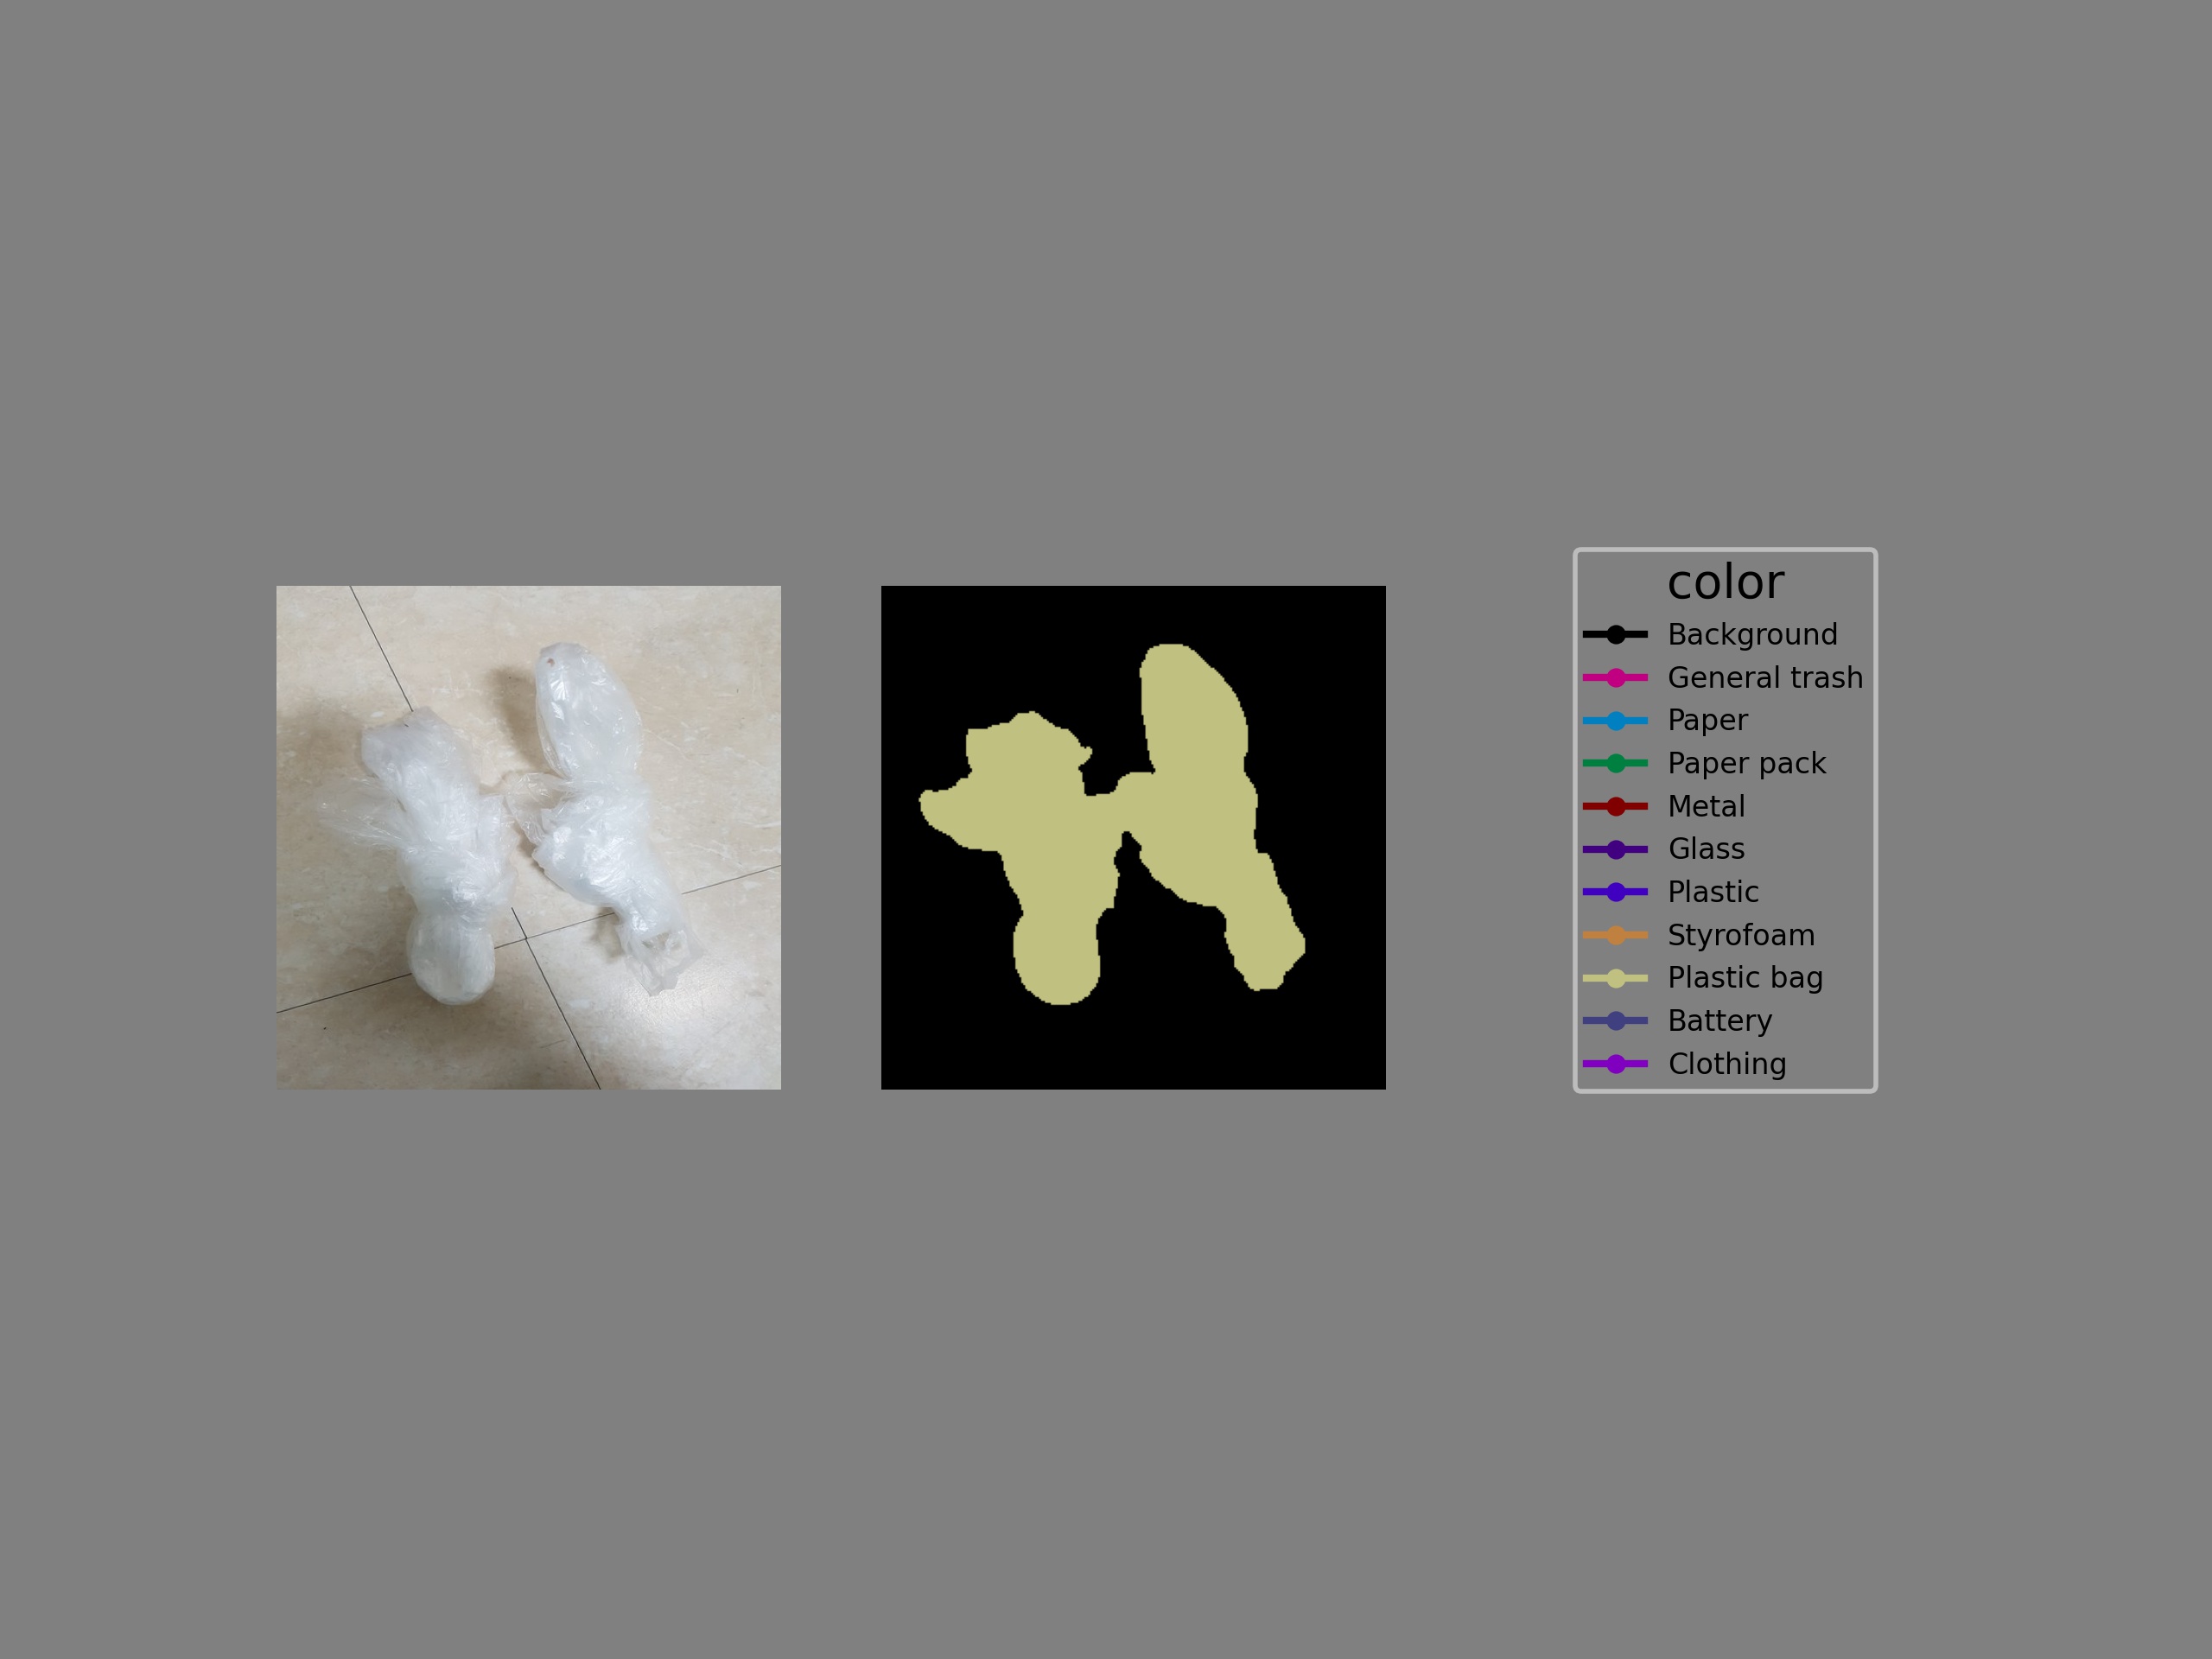 color
Background
General trash
Paper
Paper pack
Metal
Glass
Plastic
Styrofoam
Plastic bag
Battery
Clothing